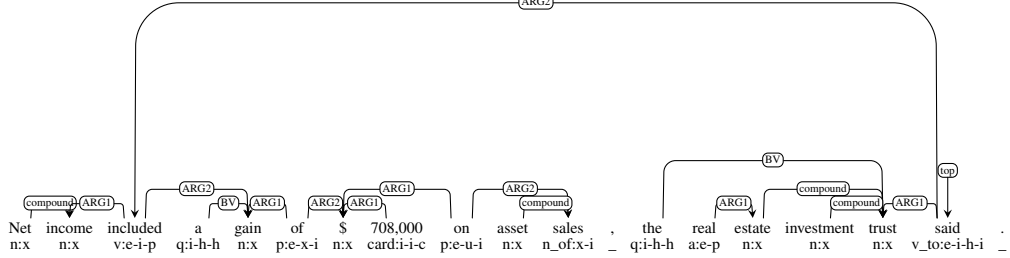 ARG2
BV
top
ARG2 ARG1 ARG2 compound
compound ARG1 BV ARG1 ARG2 ARG1 compound ARG1 compound ARG1
Net income included a gain of $ 708,000 on asset sales , the real estate investment trust said .
n:x n:x v:e-i-p q:i-h-h n:x p:e-x-i n:x card:i-i-c p:e-u-i n:x n_of:x-i _ q:i-h-h a:e-p n:x n:x n:x v_to:e-i-h-i _